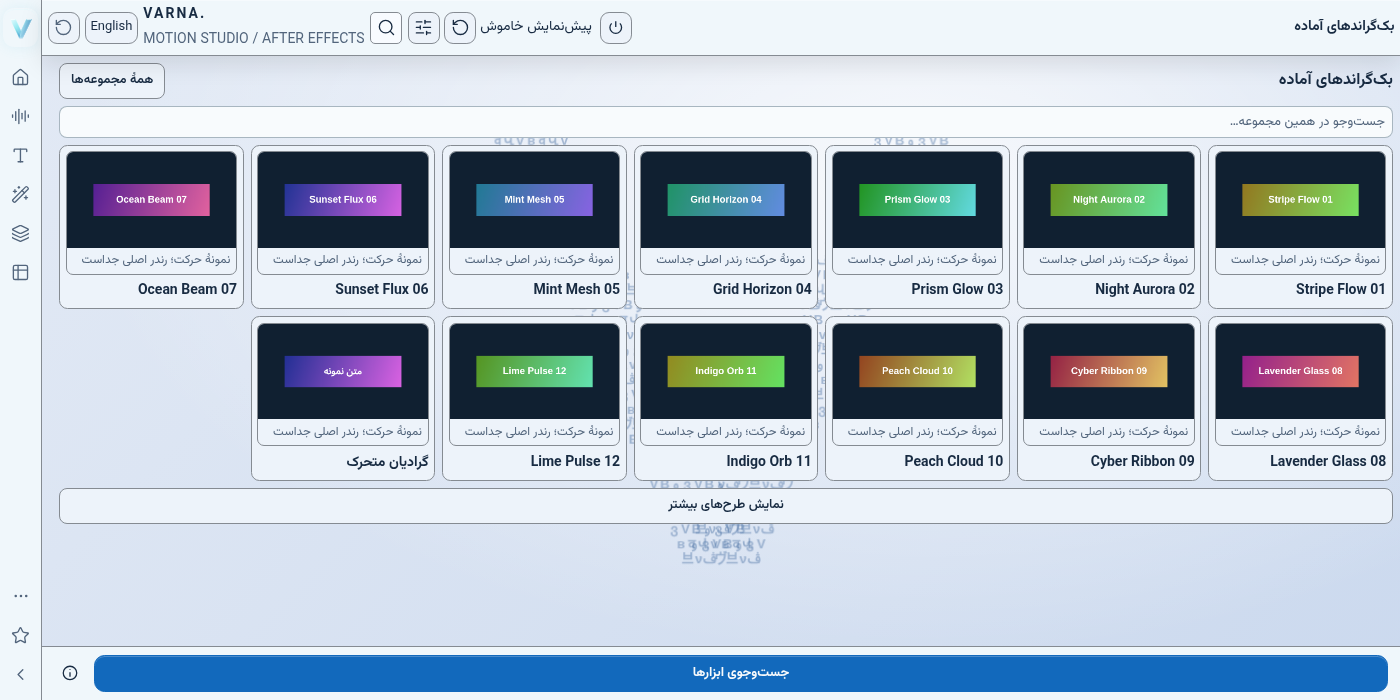 بک‌گراندهای آماده
پیش‌نمایش خاموش
VARNA.
MOTION STUDIO / AFTER EFFECTS
English
بک‌گراندهای آماده
همهٔ مجموعه‌ها
جست‌وجو در همین مجموعه...
Stripe Flow 01
نمونهٔ حرکت؛ رندر اصلی جداست
Stripe Flow 01
Night Aurora 02
نمونهٔ حرکت؛ رندر اصلی جداست
Night Aurora 02
Prism Glow 03
نمونهٔ حرکت؛ رندر اصلی جداست
Prism Glow 03
Grid Horizon 04
نمونهٔ حرکت؛ رندر اصلی جداست
Grid Horizon 04
Mint Mesh 05
نمونهٔ حرکت؛ رندر اصلی جداست
Mint Mesh 05
Sunset Flux 06
نمونهٔ حرکت؛ رندر اصلی جداست
Sunset Flux 06
Ocean Beam 07
نمونهٔ حرکت؛ رندر اصلی جداست
Ocean Beam 07
Lavender Glass 08
نمونهٔ حرکت؛ رندر اصلی جداست
Lavender Glass 08
Cyber Ribbon 09
نمونهٔ حرکت؛ رندر اصلی جداست
Cyber Ribbon 09
Peach Cloud 10
نمونهٔ حرکت؛ رندر اصلی جداست
Peach Cloud 10
Indigo Orb 11
نمونهٔ حرکت؛ رندر اصلی جداست
Indigo Orb 11
Lime Pulse 12
نمونهٔ حرکت؛ رندر اصلی جداست
Lime Pulse 12
متن نمونه
نمونهٔ حرکت؛ رندر اصلی جداست
گرادیان متحرک
نمایش طرح‌های بیشتر
جست‌وجوی ابزارها